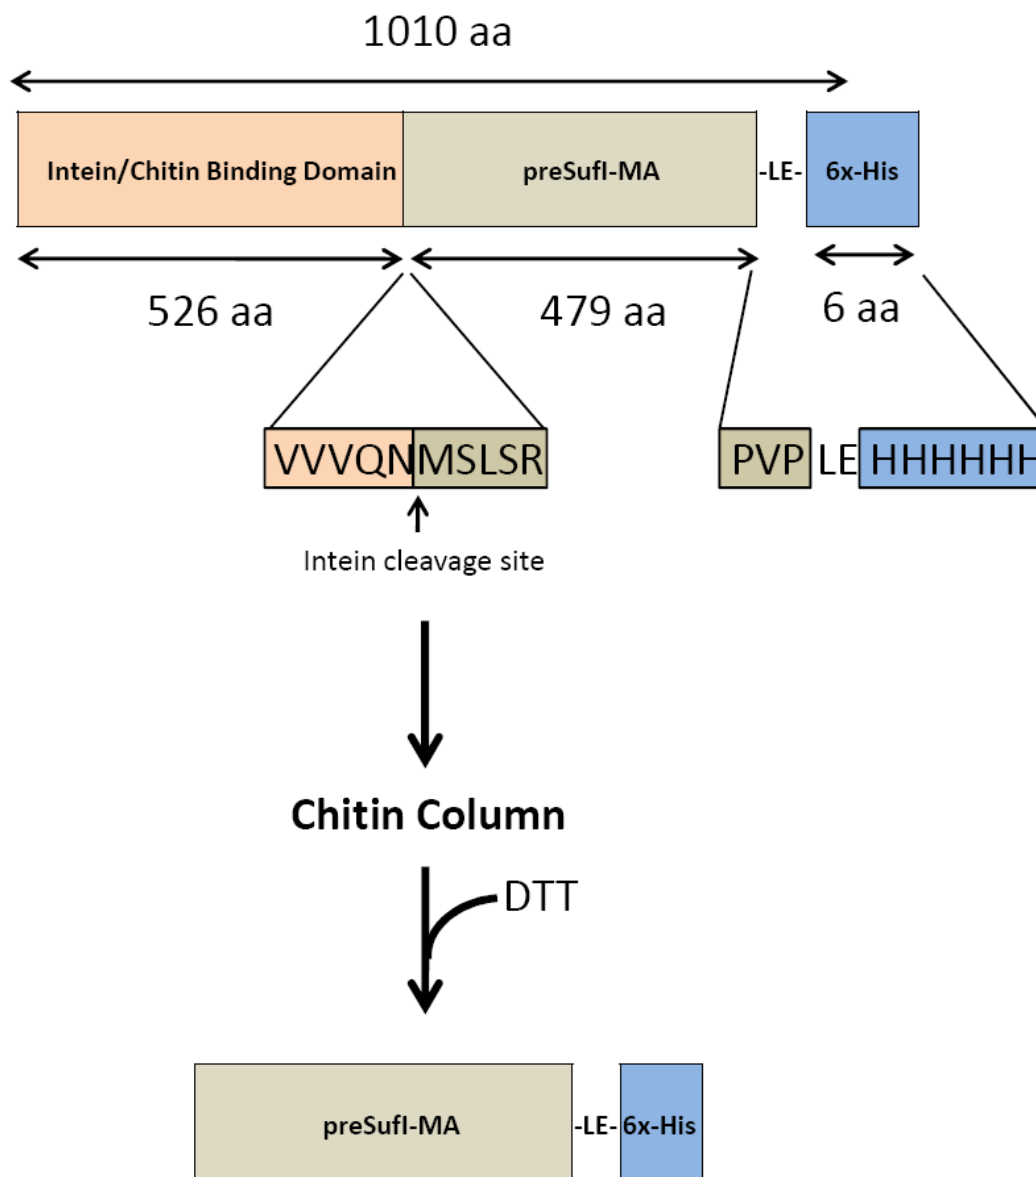 1010 aa
Intein/Chitin Binding Domain
preSufI-MA
-LE-
6x-His
526 aa
479 aa
6 aa
VVVQNMSLSR
PVP LE HHHHHH
Intein cleavage site
Chitin Column
DTT
preSufI-MA
-LE-
6x-His